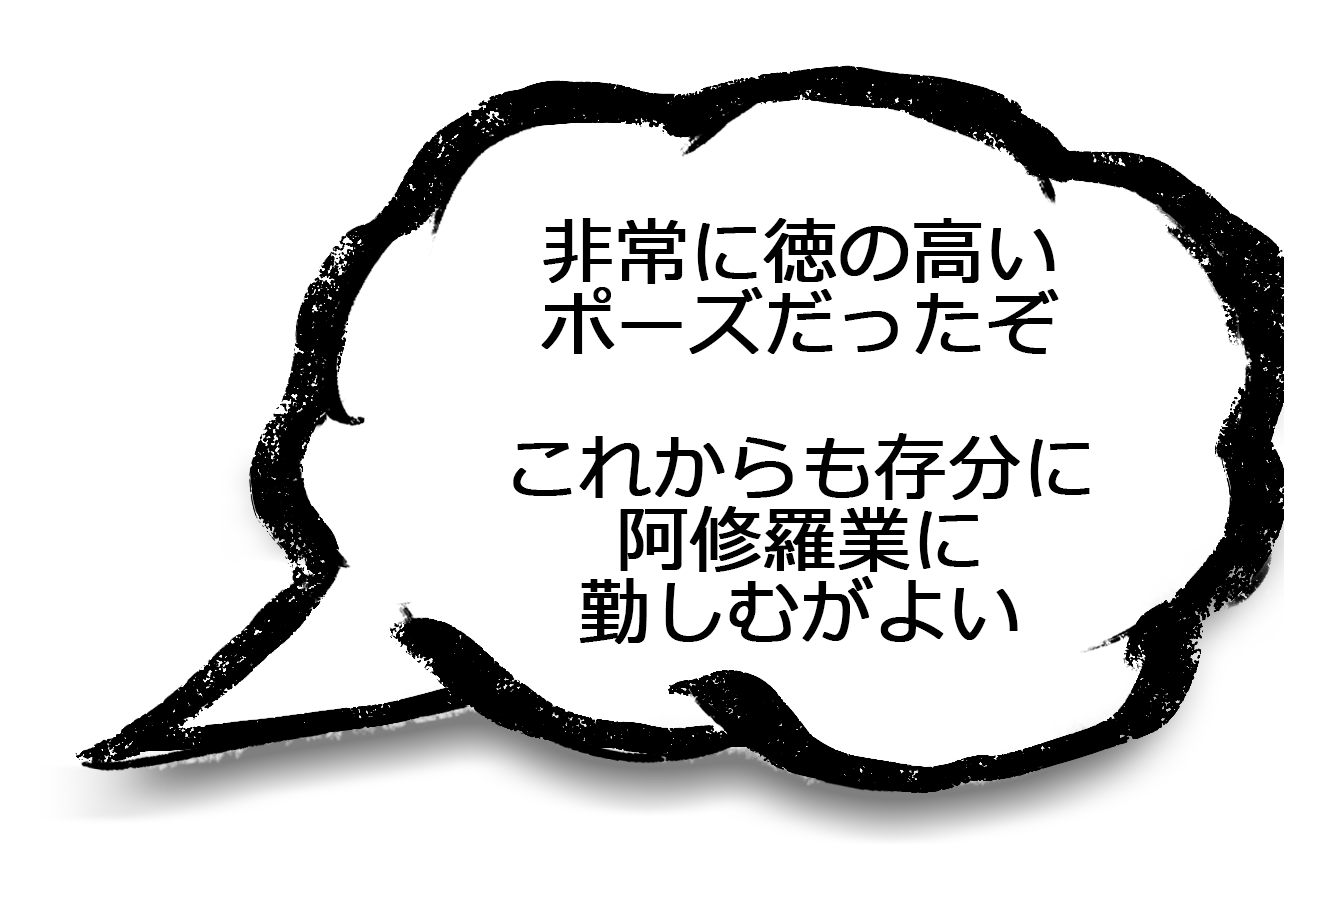 非常に徳の高い
ポーズだったぞ
これからも存分に
阿修羅業に
勤しむがよい